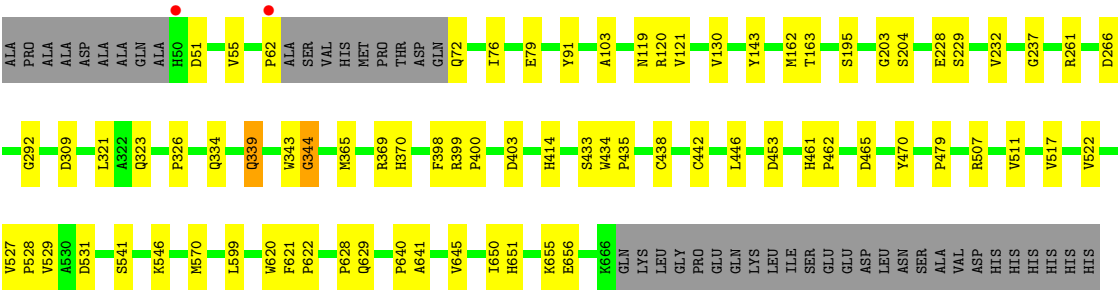 ALA PRO ALA ALA ASP ALA ALA GLN ALA H50 D51 V55 P62 ALA SER VAL HIS MET PRO THR ASP GLN Q72 I76 E79 Y91 A103 N119 R120 V121 V130 Y143 M162 T163 S195 G203 S204 E228 S229 V232 G237 R261 D266
G292 D309 L321 A322 Q323 P326 Q334 Q339 W343 G344 M365 R369 H370 F398 R399 P400 D403 H414 S433 W434 P435 C438 C442 L446 D453 H461 P462 D465 Y470 P479 R507 V511 V517 V522
V527 P528 V529 A530 D531 S541 K546 M570 L599 W620 F621 P622 P628 Q629 P640 A641 V645 I650 H651 K655 E656 K666 GLN LYS LEU GLY PRO GLU GLN LYS LEU ILE SER GLU GLU ASP LEU ASN SER ALA VAL ASP HIS HIS HIS HIS HIS HIS